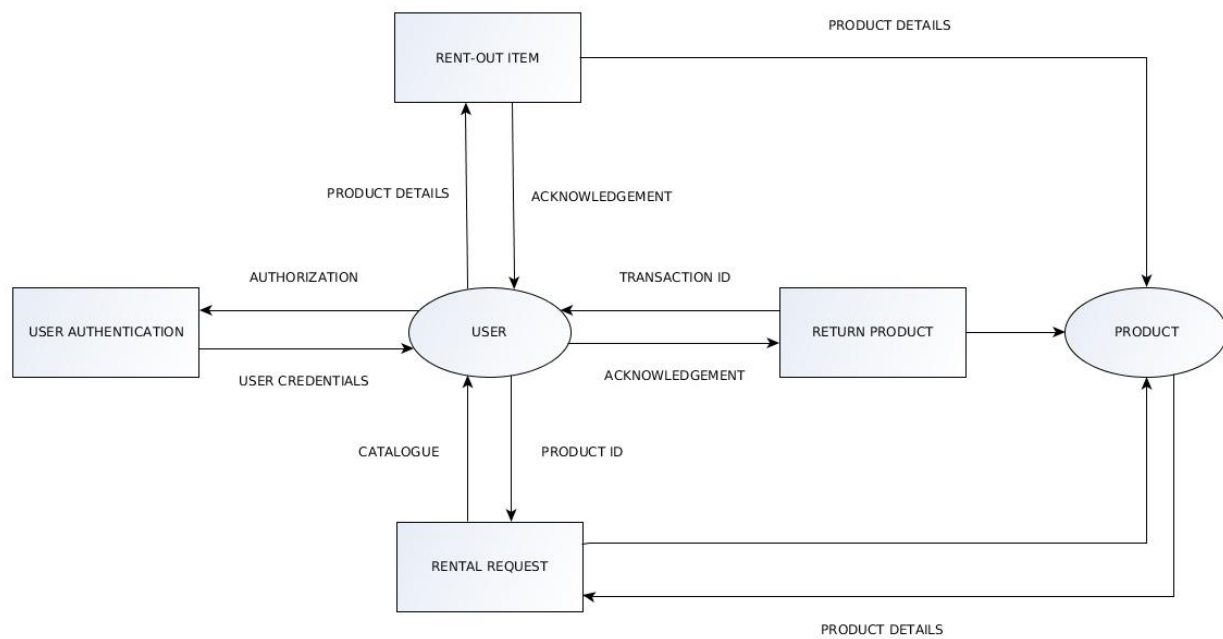 PRODUCT DETAILS
RENT-OUT ITEM
PRODUCT DETAILS
ACKNOWLEDGEMENT
AUTHORIZATION
TRANSACTION ID
USER AUTHENTICATION
USER
RETURN PRODUCT
PRODUCT
USER CREDENTIALS
ACKNOWLEDGEMENT
CATALOGUE
PRODUCT ID
RENTAL REQUEST
PRODUCT DETAILS